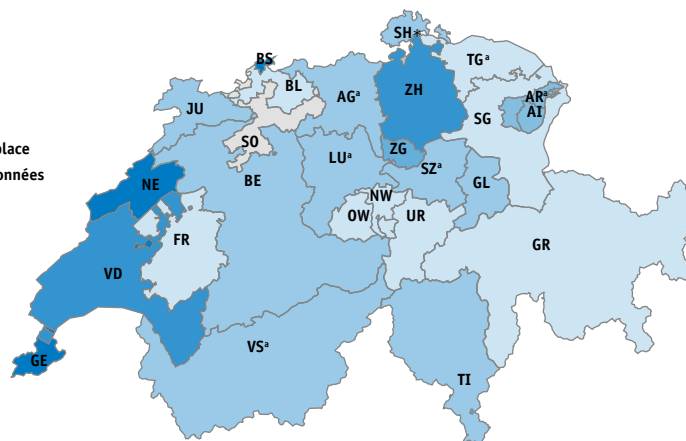 SH*
BS
TGᵃ
BL
ZH
AGᵃ
ARᵃ
JU
AI
SG
SO
ZG
LUᵃ
SZᵃ
BE
NE
GL
NW
OW
UR
FR
GR
VD
VSᵃ
GE
TI
place
onnées